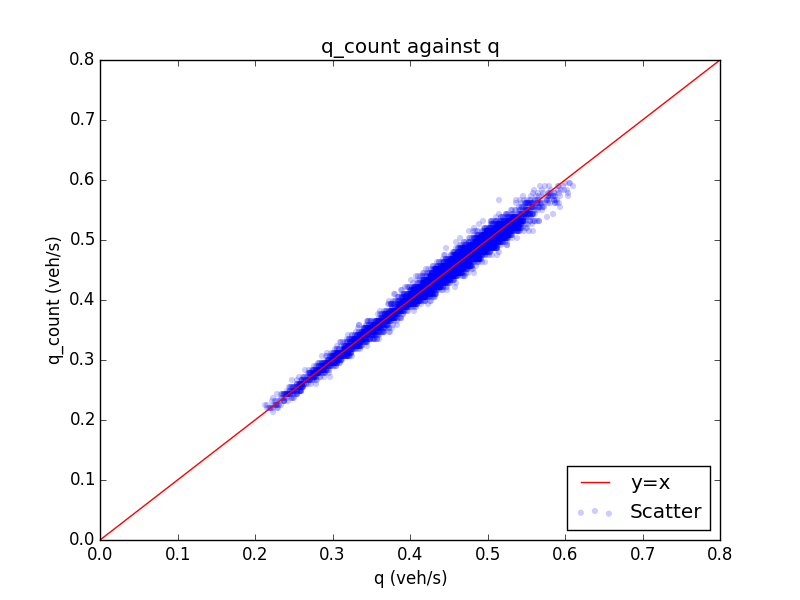 q_count against q
0.8
0.7
0.6
0.5
0.4
0.3
0.2
0.1
0.0
q_count (veh/s)
0.0 0.1 0.2 0.3 0.4 0.5 0.6 0.7 0.8
q (veh/s)
y=x
Scatter